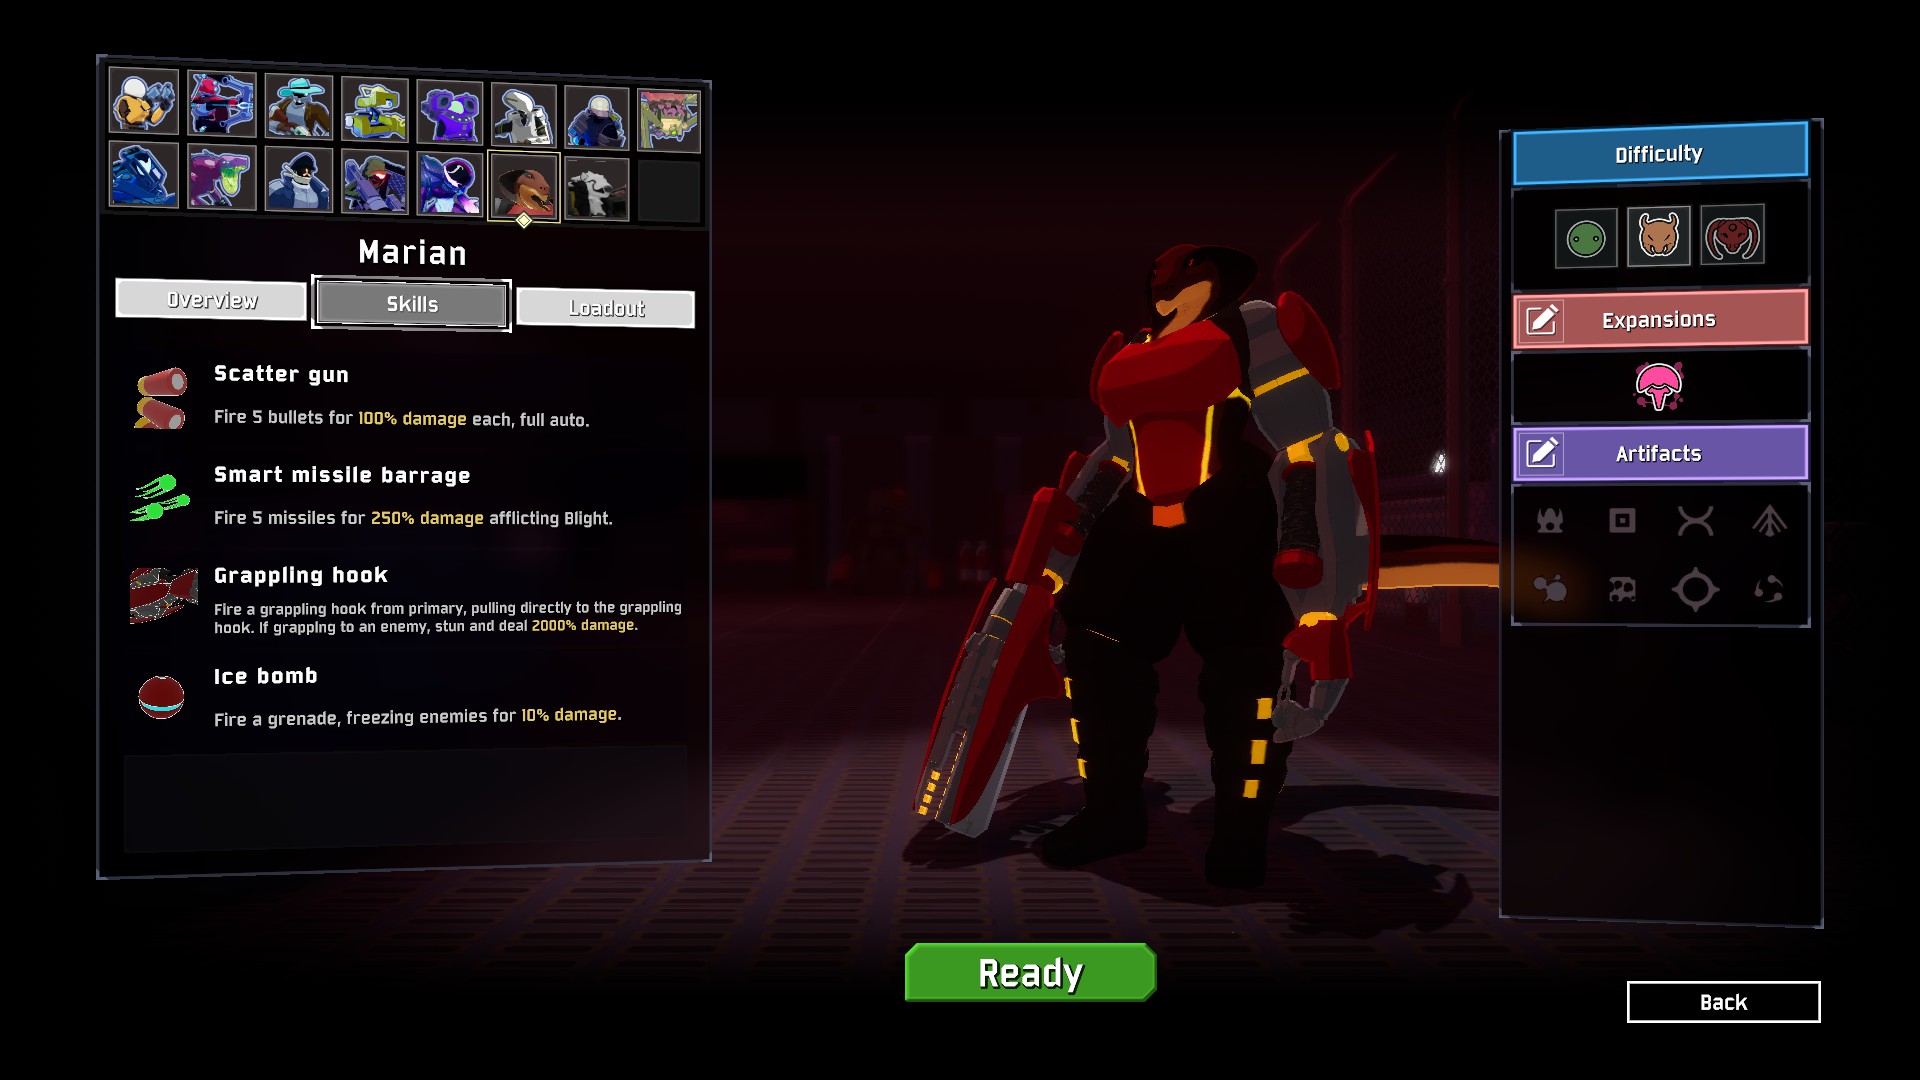 Marian
Overview
Skills
Loadout
Scatter gun
Fire 5 bullets for 100% damage each, full auto.
Smart missile barrage
Fire 5 missiles for 250% damage afflicting Blight.
Grappling hook
Fire a grappling hook from primary, pulling directly to the grappling
hook. If grapplng to an enemy, stun and deal 2000% damage.
Ice bomb
Fire a grenade, freezing enemies for 10% damage.
Difficulty
Expansions
Artifacts
Ready
Back